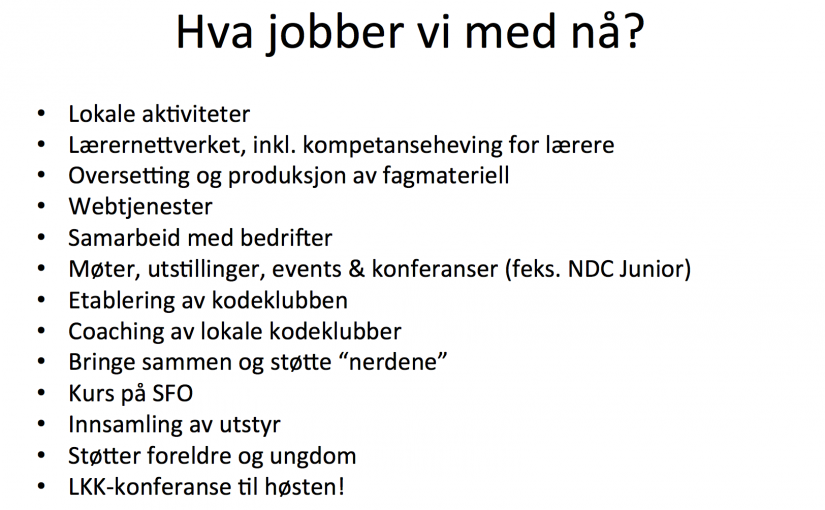 Hva jobber vi med nå?
• Lokale aktiviteter
• Lærernettverket, inkl. kompetanseheving for lærere
• Oversetting og produksjon av fagmateriell
• Webtjenester
• Samarbeid med bedrifter
• Møter, utstillinger, events & konferanser (feks. NDC Junior)
• Etablering av kodeklubben
• Coaching av lokale kodeklubber
• Bringe sammen og støtte “nerdene”
• Kurs på SFO
• Innsamling av utstyr
• Støtter foreldre og ungdom
• LKK-konferanse til høsten!